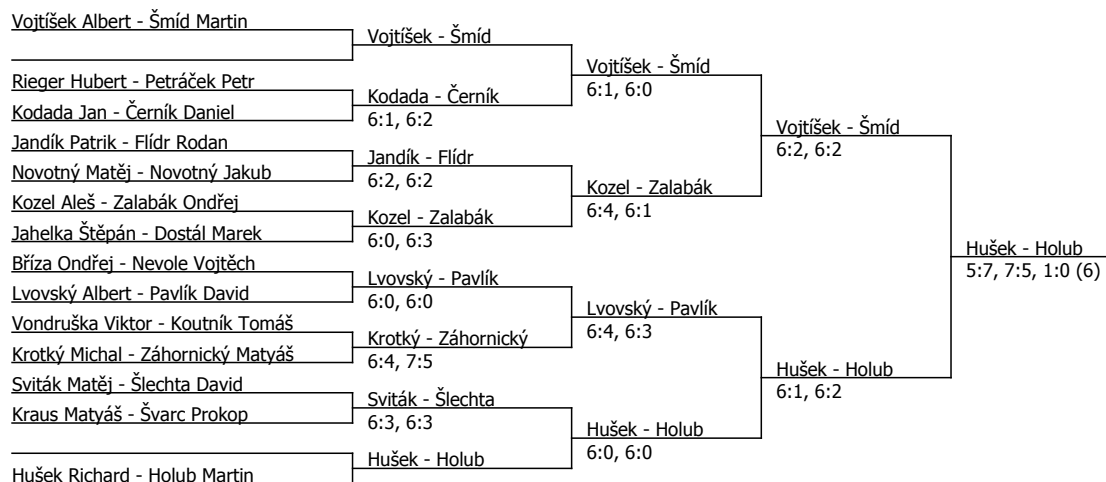 Vojtíšek Albert - Šmíd Martin
Rieger Hubert - Petráček Petr
Kodada Jan - Černík Daniel
Jandík Patrik - Flídr Rodan
Novotný Matěj - Novotný Jakub
Kozel Aleš - Zalabák Ondřej
Jahelka Štěpán - Dostál Marek
Bříza Ondřej - Nevole Vojtěch
Lvovský Albert - Pavlík David
Vondruška Viktor - Koutník Tomáš
Krotký Michal - Záhornický Matyáš
Sviták Matěj - Šlechta David
Kraus Matyáš - Švarc Prokop
Hušek Richard - Holub Martin
Vojtíšek - Šmíd
Kodada - Černík
6:1, 6:2
Jandík - Flídr
6:2, 6:2
Kozel - Zalabák
6:0, 6:3
Lvovský - Pavlík
6:0, 6:0
Krotký - Záhornický
6:4, 7:5
Sviták - Šlechta
6:3, 6:3
Hušek - Holub
Vojtíšek - Šmíd
6:1, 6:0
Kozel - Zalabák
6:4, 6:1
Lvovský - Pavlík
6:4, 6:3
Hušek - Holub
6:0, 6:0
Vojtíšek - Šmíd
6:2, 6:2
Hušek - Holub
6:1, 6:2
Hušek - Holub
5:7, 7:5, 1:0 (6)